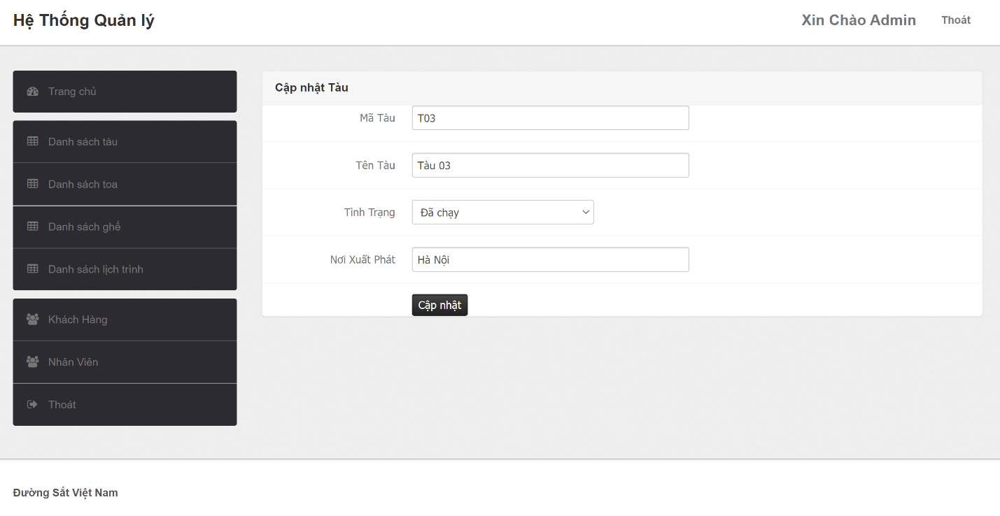 Hệ Thống Quản lý
Xin Chào Admin
Thoát
Trang chủ
Danh sách tàu
Danh sách toa
Danh sách ghế
Danh sách lịch trình
Khách Hàng
Nhân Viên
Thoát
Cập nhật Tàu
Mã Tàu T03
Tên Tàu Tàu 03
Tình Trạng Đã chạy
Nơi Xuất Phát Hà Nội
Cập nhật
Đường Sắt Việt Nam